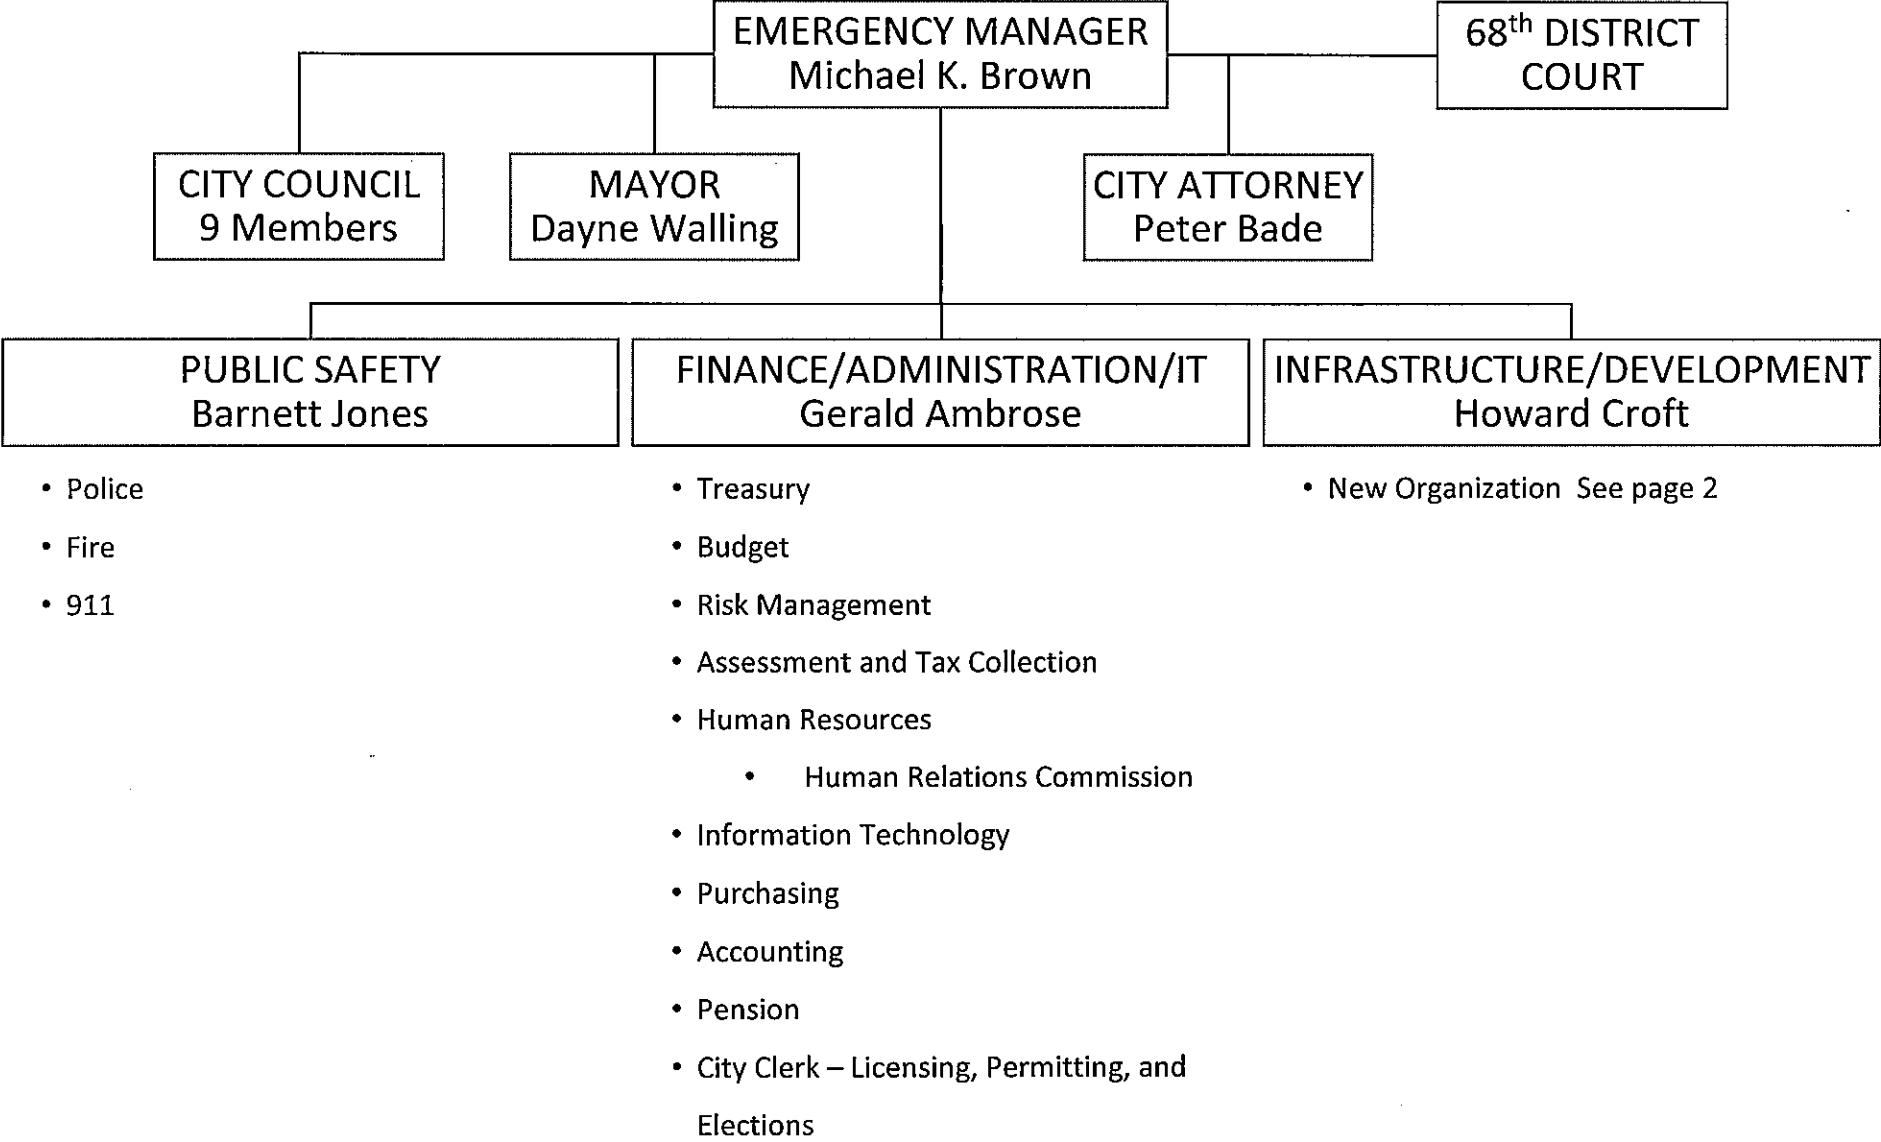 EMERGENCY MANAGER
Michael K. Brown
68th DISTRICT
COURT
CITY COUNCIL
9 Members
MAYOR
Dayne Walling
CITY ATTORNEY
Peter Bade
PUBLIC SAFETY
Barnett Jones
• Police
• Fire
• 911
FINANCE/ADMINISTRATION/IT
Gerald Ambrose
• Treasury
• Budget
• Risk Management
• Assessment and Tax Collection
• Human Resources
• Human Relations Commission
• Information Technology
• Purchasing
• Accounting
• Pension
• City Clerk – Licensing, Permitting, and
Elections
INFRASTRUCTURE/DEVELOPMENT
Howard Croft
• New Organization See page 2